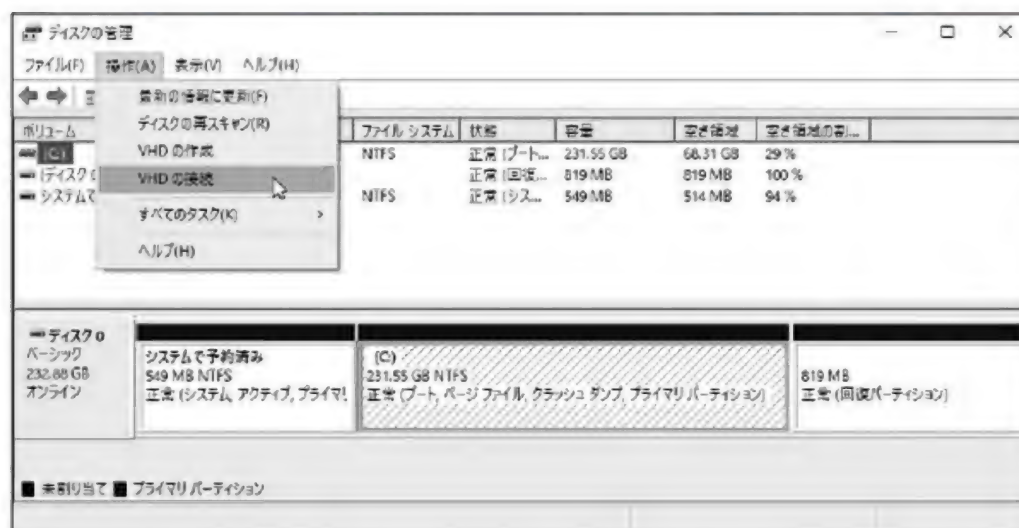 ディスクの管理
ファイル(F) 操作(A) 表示(V) ヘルプ(H)
最新の情報に更新(F)
ディスクの再スキャン(R)
VHD の作成
VHD の接続
すべてのタスク(K)
ヘルプ(H)
ボリューム ファイル システム 状態 容量 空き領域 空き領域の割...
(C:) NTFS 正常 (ブート... 231.55 GB 68.31 GB 29 %
(ディスク 正常 (回復... 819 MB 819 MB 100 %
システムで NTFS 正常 (シス... 549 MB 514 MB 94 %
ディスク 0
ベーシック
232.88 GB
オンライン
システムで予約済み
549 MB NTFS
正常 (システム, アクティブ, プライマリ
(C:)
231.55 GB NTFS
正常 (ブート, ページ ファイル, クラッシュ ダンプ, プライマリ パーティション)
819 MB
正常 (回復パーティション)
未割り当て プライマリ パーティション